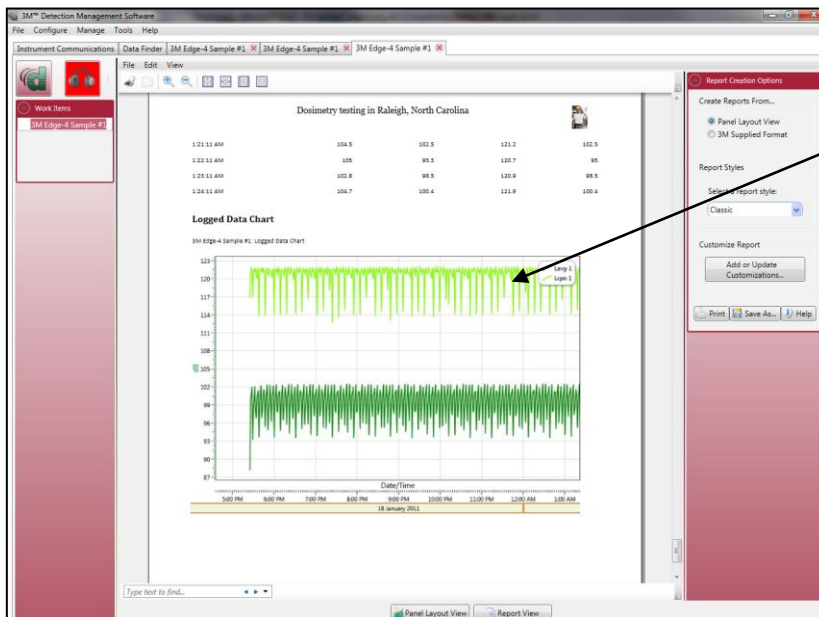 3M™ Detection Management Software
File Configure Manage Tools Help
Instrument Communications Data Finder 3M Edge-4 Sample #1 3M Edge-4 Sample #1 3M Edge-4 Sample #1
File Edit View
Work Items
3M Edge-4 Sample #1
Dosimetry testing in Raleigh, North Carolina
1:21:11 AM 104.5 102.5 121.2 102.5
1:22:11 AM 105 95.3 120.7 95
1:23:11 AM 102.8 98.5 120.9 98.5
1:24:11 AM 104.7 100.4 121.9 100.4
Logged Data Chart
3M Edge-4 Sample #1: Logged Data Chart
Lavg-1
Lcpk-1
123
120
117
114
111
108
105
102
99
96
93
90
87
dB
Date/Time
5:00 PM 6:00 PM 7:00 PM 8:00 PM 9:00 PM 10:00 PM 11:00 PM 12:00 AM 1:00 AM
18 January 2011
Type text to find...
Panel Layout View Report View
Report Creation Options
Create Reports From...
Panel Layout View
3M Supplied Format
Report Styles
Select a report style:
Classic
Customize Report
Add or Update
Customizations...
Print Save As... Help